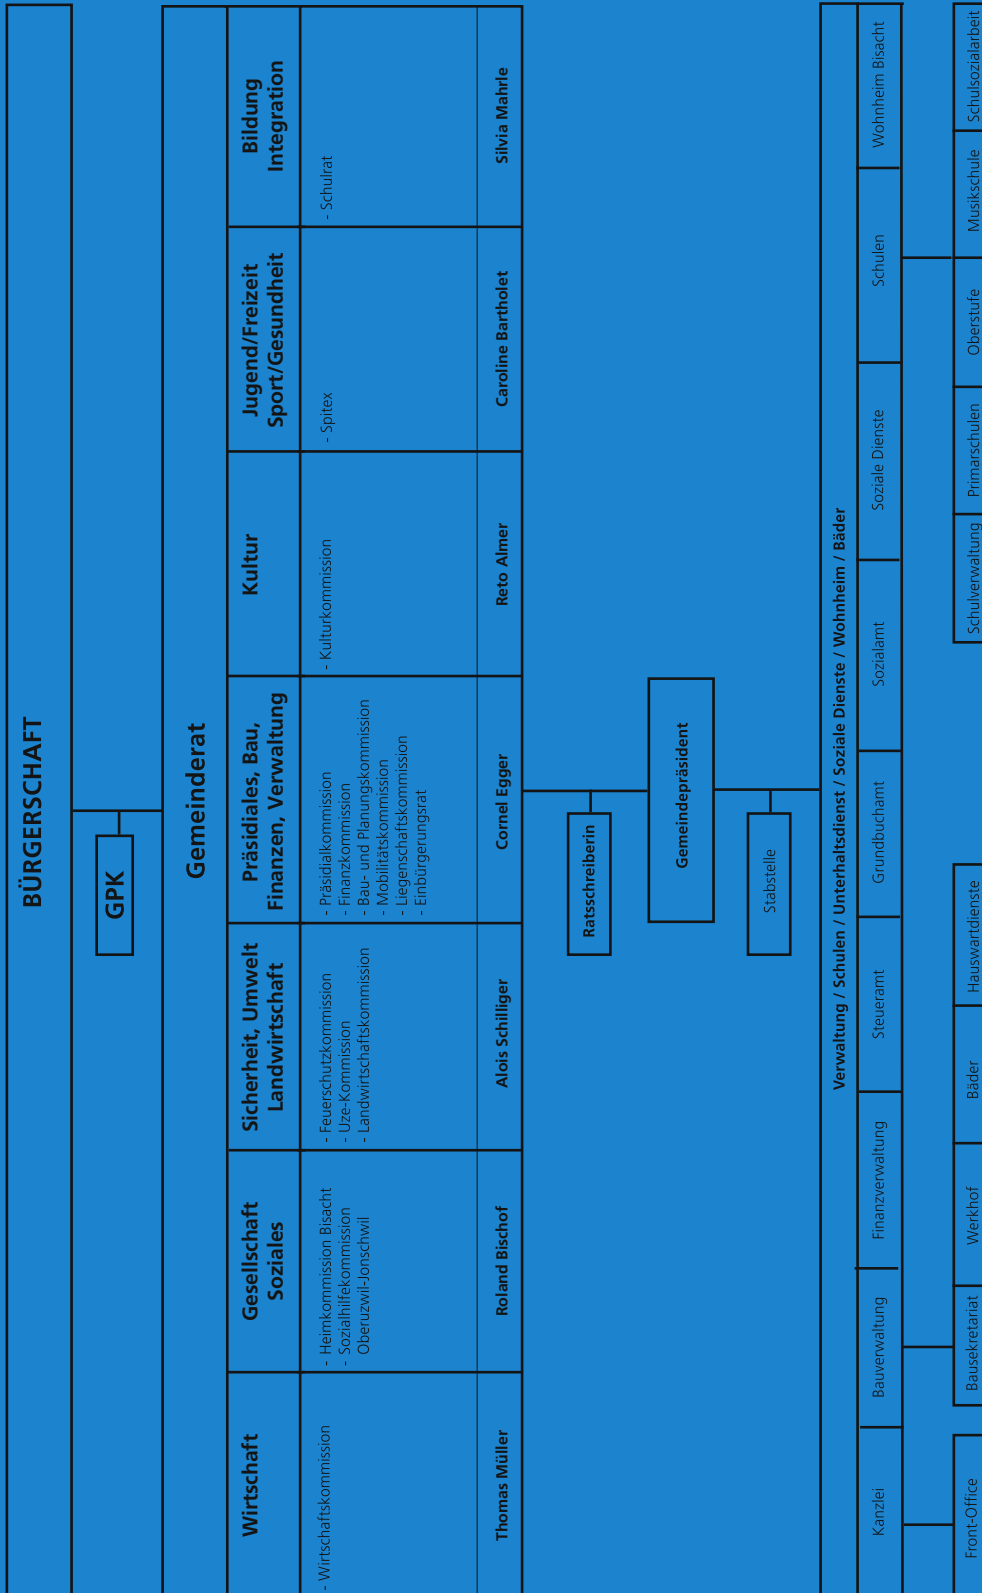 BÜRGERSCHAFT
GPK
Gemeinderat
Wirtschaft
- Wirtschaftskommission
Thomas Müller
Gesellschaft
Soziales
- Heimkommission Bisacht
- Sozialhilfekommission
Oberuzwil-Jonschwil
Roland Bischof
Sicherheit, Umwelt
Landwirtschaft
- Feuerschutzkommission
- Uze-Kommission
- Landwirtschaftskommission
Alois Schilliger
Präsidiales, Bau,
Finanzen, Verwaltung
- Präsidialkommission
- Finanzkommission
- Bau- und Planungskommission
- Mobilitätskommission
- Liegenschaftskommission
- Einbürgerungsrat
Cornel Egger
Kultur
- Kulturkommission
Reto Almer
Jugend/Freizeit
Sport/Gesundheit
- Spitex
Caroline Bartholet
Bildung
Integration
- Schulrat
Silvia Mahrle
Ratsschreiberin
Gemeindepräsident
Stabstelle
Verwaltung / Schulen / Unterhaltsdienst / Soziale Dienste / Wohnheim / Bäder
Kanzlei
Bauverwaltung
Finanzverwaltung
Steueramt
Grundbuchamt
Sozialamt
Soziale Dienste
Schulen
Wohnheim Bisacht
Front-Office
Bausekretariat
Werkhof
Bäder
Hauswartdienste
Schulverwaltung
Primarschulen
Oberstufe
Musikschule
Schulsozialarbeit